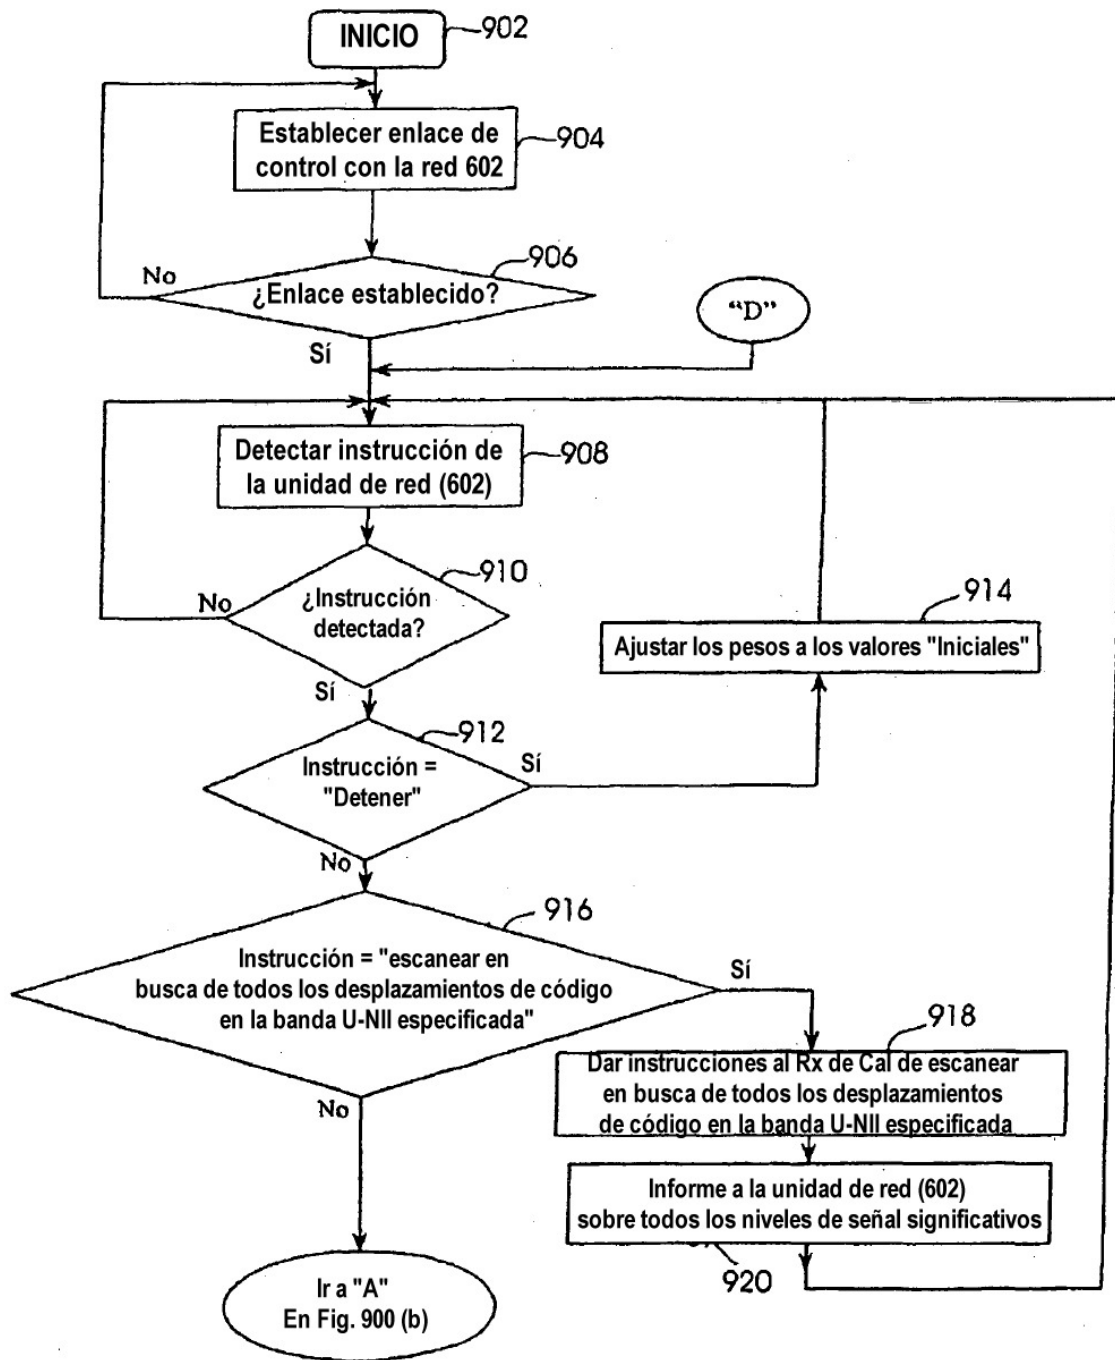 INICIO
902
Establecer enlace de
control con la red 602
904
906
No
¿Enlace establecido?
"D"
Sí
Detectar instrucción de
la unidad de red (602)
908
910
No
¿Instrucción
detectada?
914
Ajustar los pesos a los valores "Iniciales"
Sí
912
Instrucción =
"Detener"
Sí
No
916
Instrucción = "escanear en
busca de todos los desplazamientos de código
en la banda U-NII especificada"
Sí
918
Dar instrucciones al Rx de Cal de escanear
en busca de todos los desplazamientos
de código en la banda U-NII especificada
No
Informe a la unidad de red (602)
sobre todos los niveles de señal significativos
920
Ir a "A"
En Fig. 900 (b)